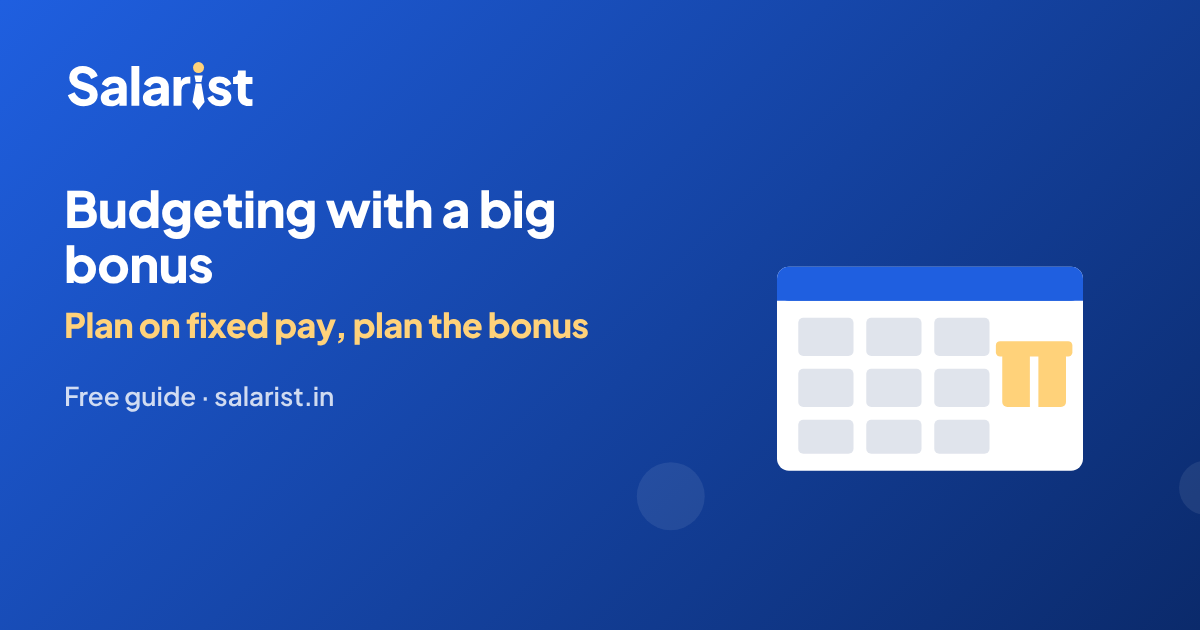 Salarist
Budgeting with a big
bonus
Plan on fixed pay, plan the bonus
Free guide · salarist.in